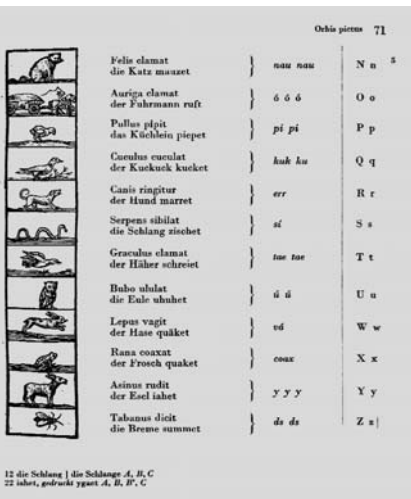 Orbis pictus 71
Felis clamat
die Katz mauzet } nau nau N n 5
Auriga clamat
der Fuhrmann ruft } ó ó ó O o
Pullus pipit
das Küchlein piepet } pi pi P p
Cuculus cuculat
der Kuckuck kucket } kuk ku Q q
Canis ringitur
der Hund marret } err R r
Serpens sibilat
die Schlang zischet } si S s
Graculus clamat
der Häher schreiet } tae tae T t
Bubo ululat
die Eule uhuhet } ú ú U u
Lepus vagit
der Hase quäket } vá W w
Rana coaxat
der Frosch quaket } coax X x
Asinus rudit
der Esel iahet } y y y Y y
Tabanus dicit
die Breme summet } ds ds Z z
12 die Schlang ] die Schlange A, B, C
22 iahet, gedruckt ygaet A, B, B', C